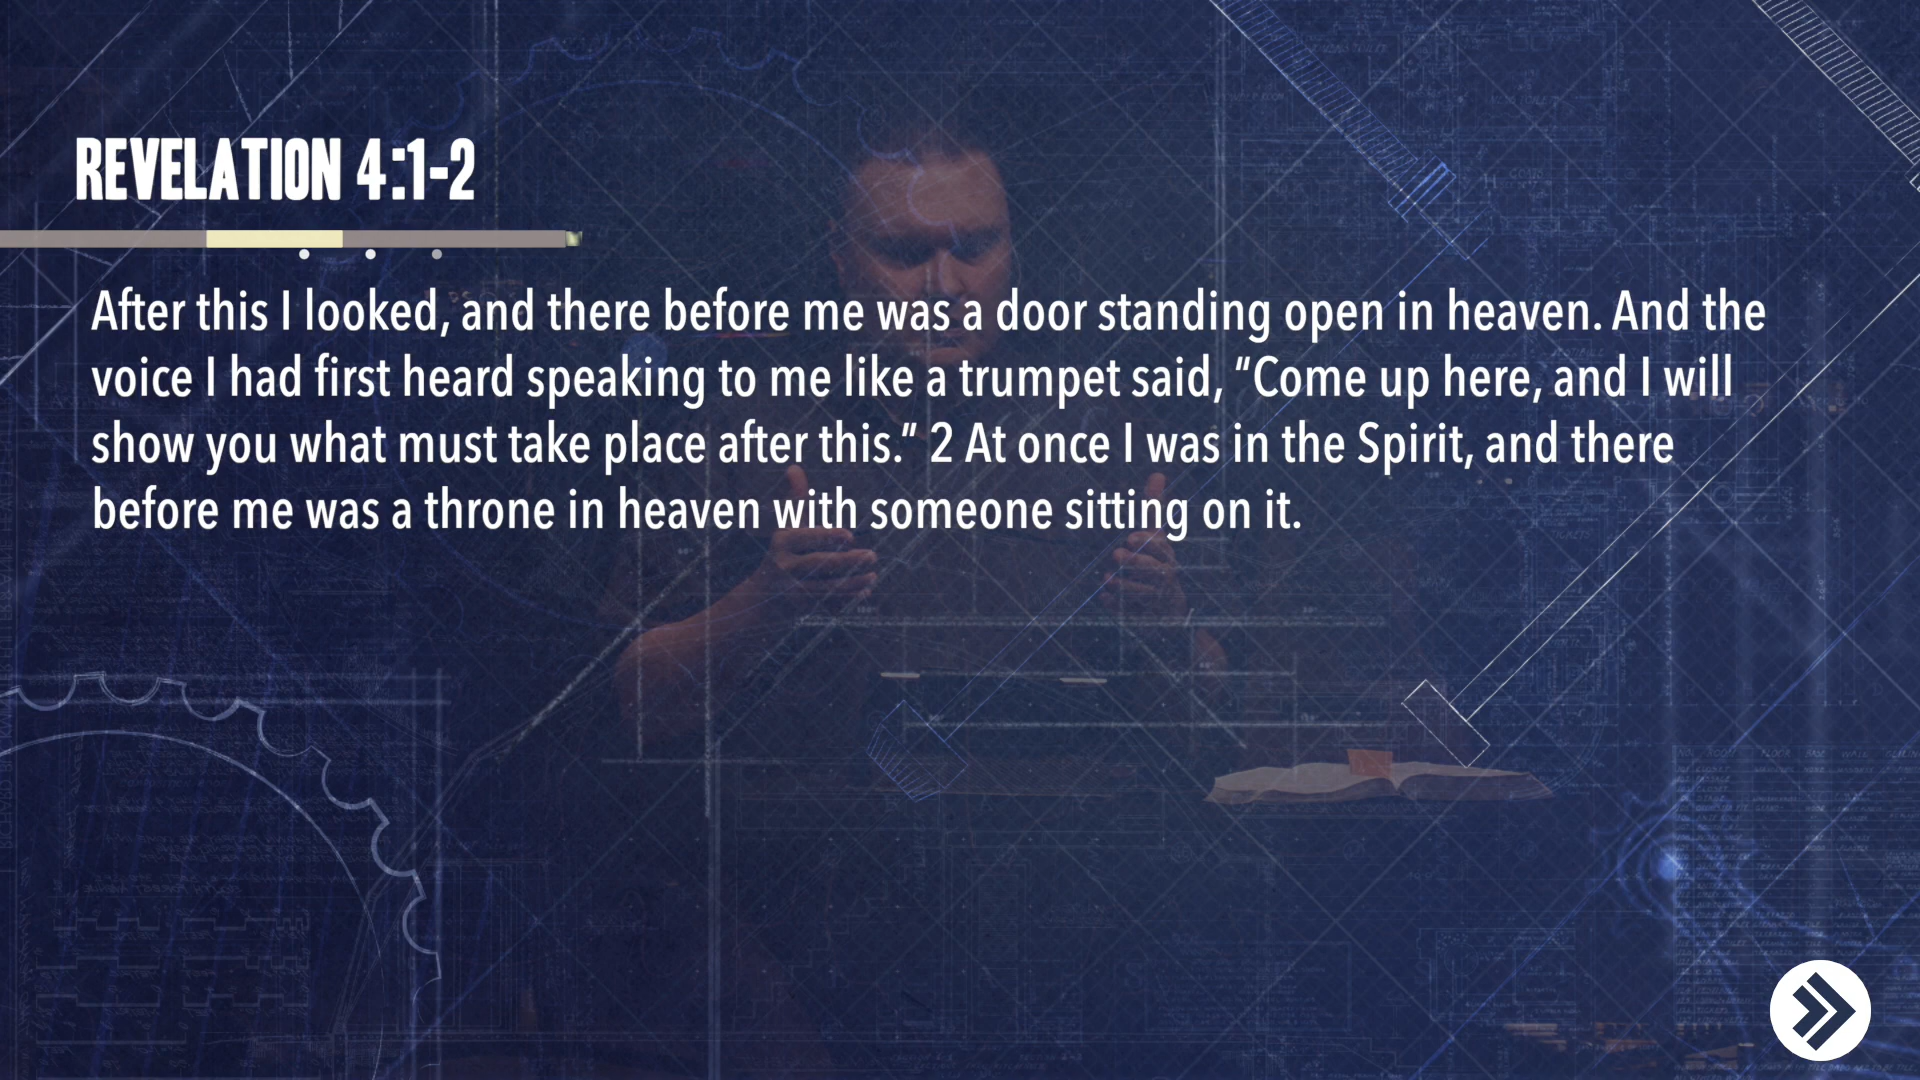 REVELATION 4:1-2
After this I looked, and there before me was a door standing open in heaven. And the
voice I had first heard speaking to me like a trumpet said, “Come up here, and I will
show you what must take place after this.” 2 At once I was in the Spirit, and there
before me was a throne in heaven with someone sitting on it.